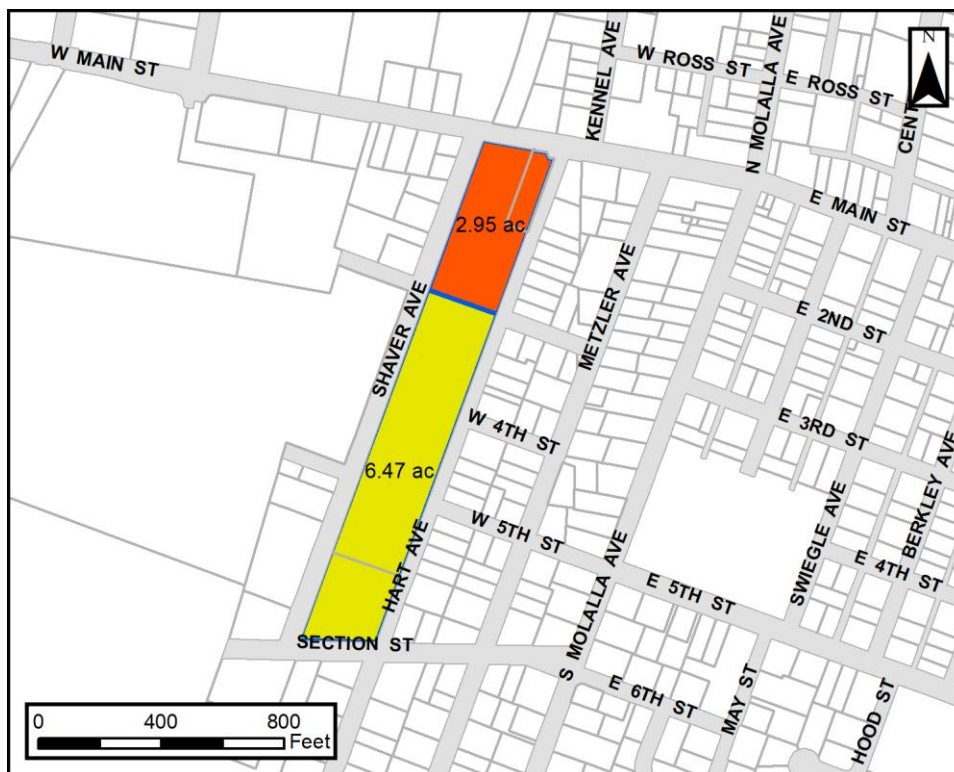 W MAIN ST
KENNEL AVE
W ROSS ST
N MOLALLA AVE
E ROSS ST
CENT
N
E MAIN ST
2.95 ac
SHAVER AVE
METZLER AVE
E 2ND ST
W 4TH ST
E 3RD ST
6.47 ac
HART AVE
W 5TH ST
SWIEGLE AVE
BERKLEY AVE
E 4TH ST
E 5TH ST
S MOLALLA AVE
SECTION ST
E 6TH ST
MAY ST
HOOD ST
0 400 800
Feet